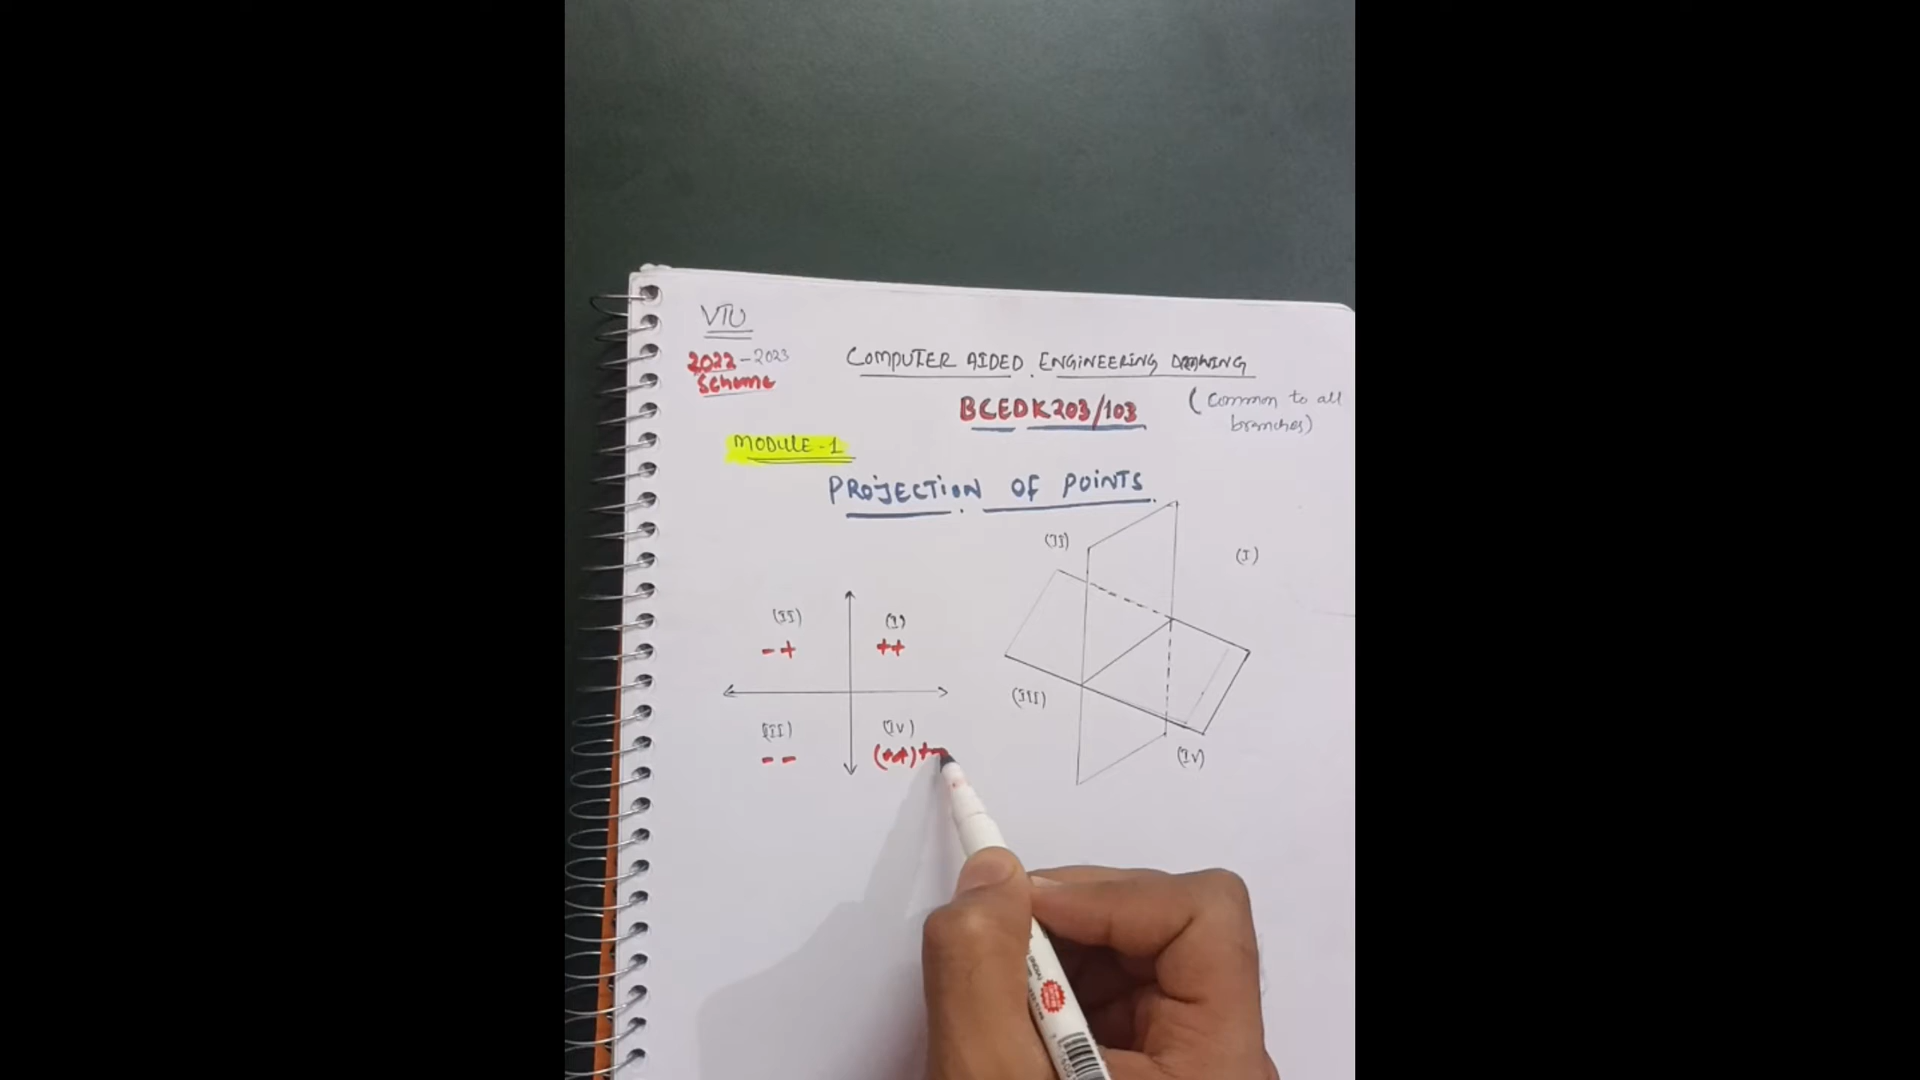 VTU
2022-2023
Scheme
COMPUTER AIDED ENGINEERING DRAWING
BCEDK203/103
(Common to all
branches)
MODULE-1
PROJECTION OF POINTS
(II)
(I)
(II)
(I)
- +
++
(III)
(III)
(IV)
- -
(++)+-
(IV)